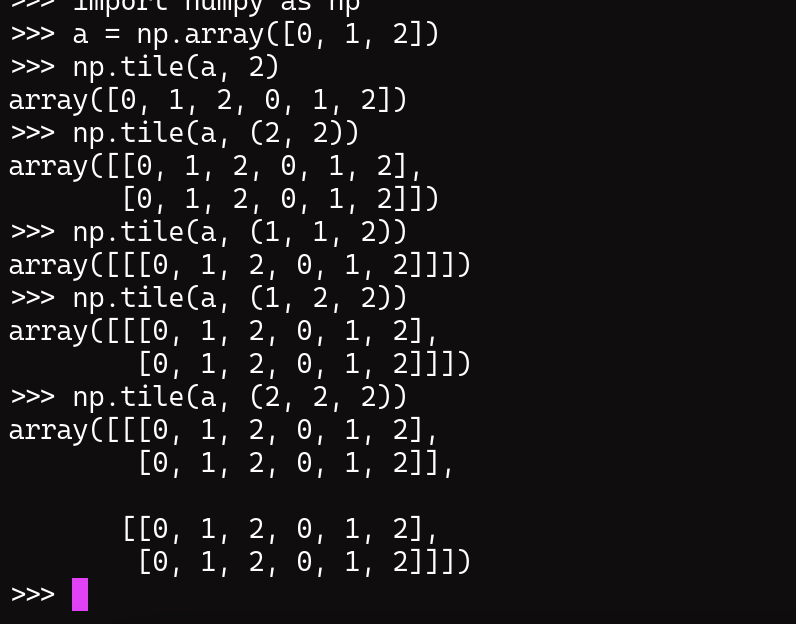 >>> import numpy as np
>>> a = np.array([0, 1, 2])
>>> np.tile(a, 2)
array([0, 1, 2, 0, 1, 2])
>>> np.tile(a, (2, 2))
array([[0, 1, 2, 0, 1, 2],
       [0, 1, 2, 0, 1, 2]])
>>> np.tile(a, (1, 1, 2))
array([[[0, 1, 2, 0, 1, 2]]])
>>> np.tile(a, (1, 2, 2))
array([[[0, 1, 2, 0, 1, 2],
        [0, 1, 2, 0, 1, 2]]])
>>> np.tile(a, (2, 2, 2))
array([[[0, 1, 2, 0, 1, 2],
        [0, 1, 2, 0, 1, 2]],

       [[0, 1, 2, 0, 1, 2],
        [0, 1, 2, 0, 1, 2]]])
>>>